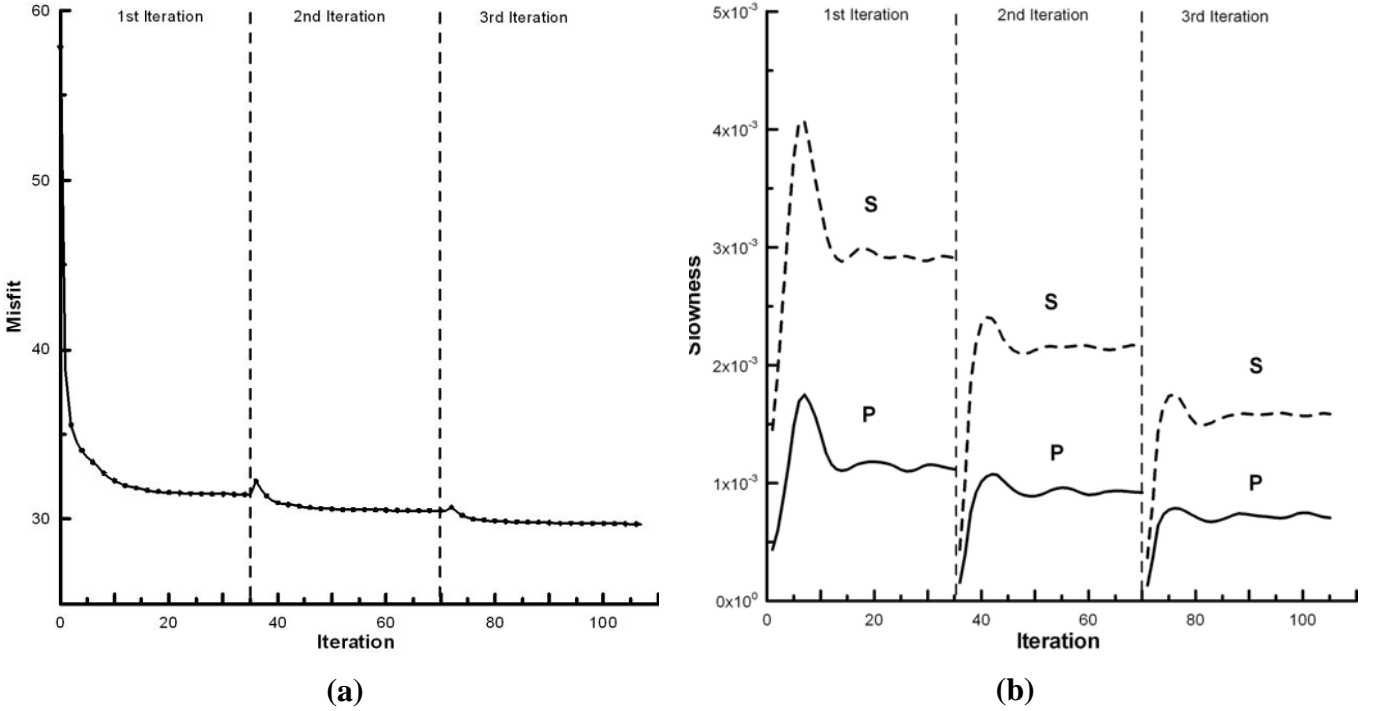 60
50
40
30
Misfit
1st Iteration
2nd Iteration
3rd Iteration
0
20
40
60
80
100
Iteration
(a)
5x10⁻³
4x10⁻³
3x10⁻³
2x10⁻³
1x10⁻³
0x10⁰
Slowness
1st Iteration
2nd Iteration
3rd Iteration
S
P
S
P
S
P
0
20
40
60
80
100
Iteration
(b)